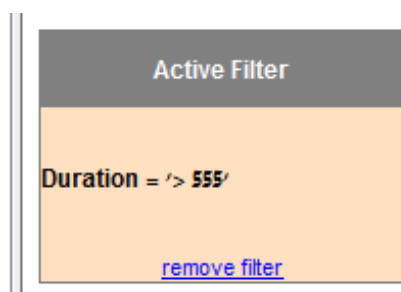 Active Filter
Duration = '> 555'
remove filter